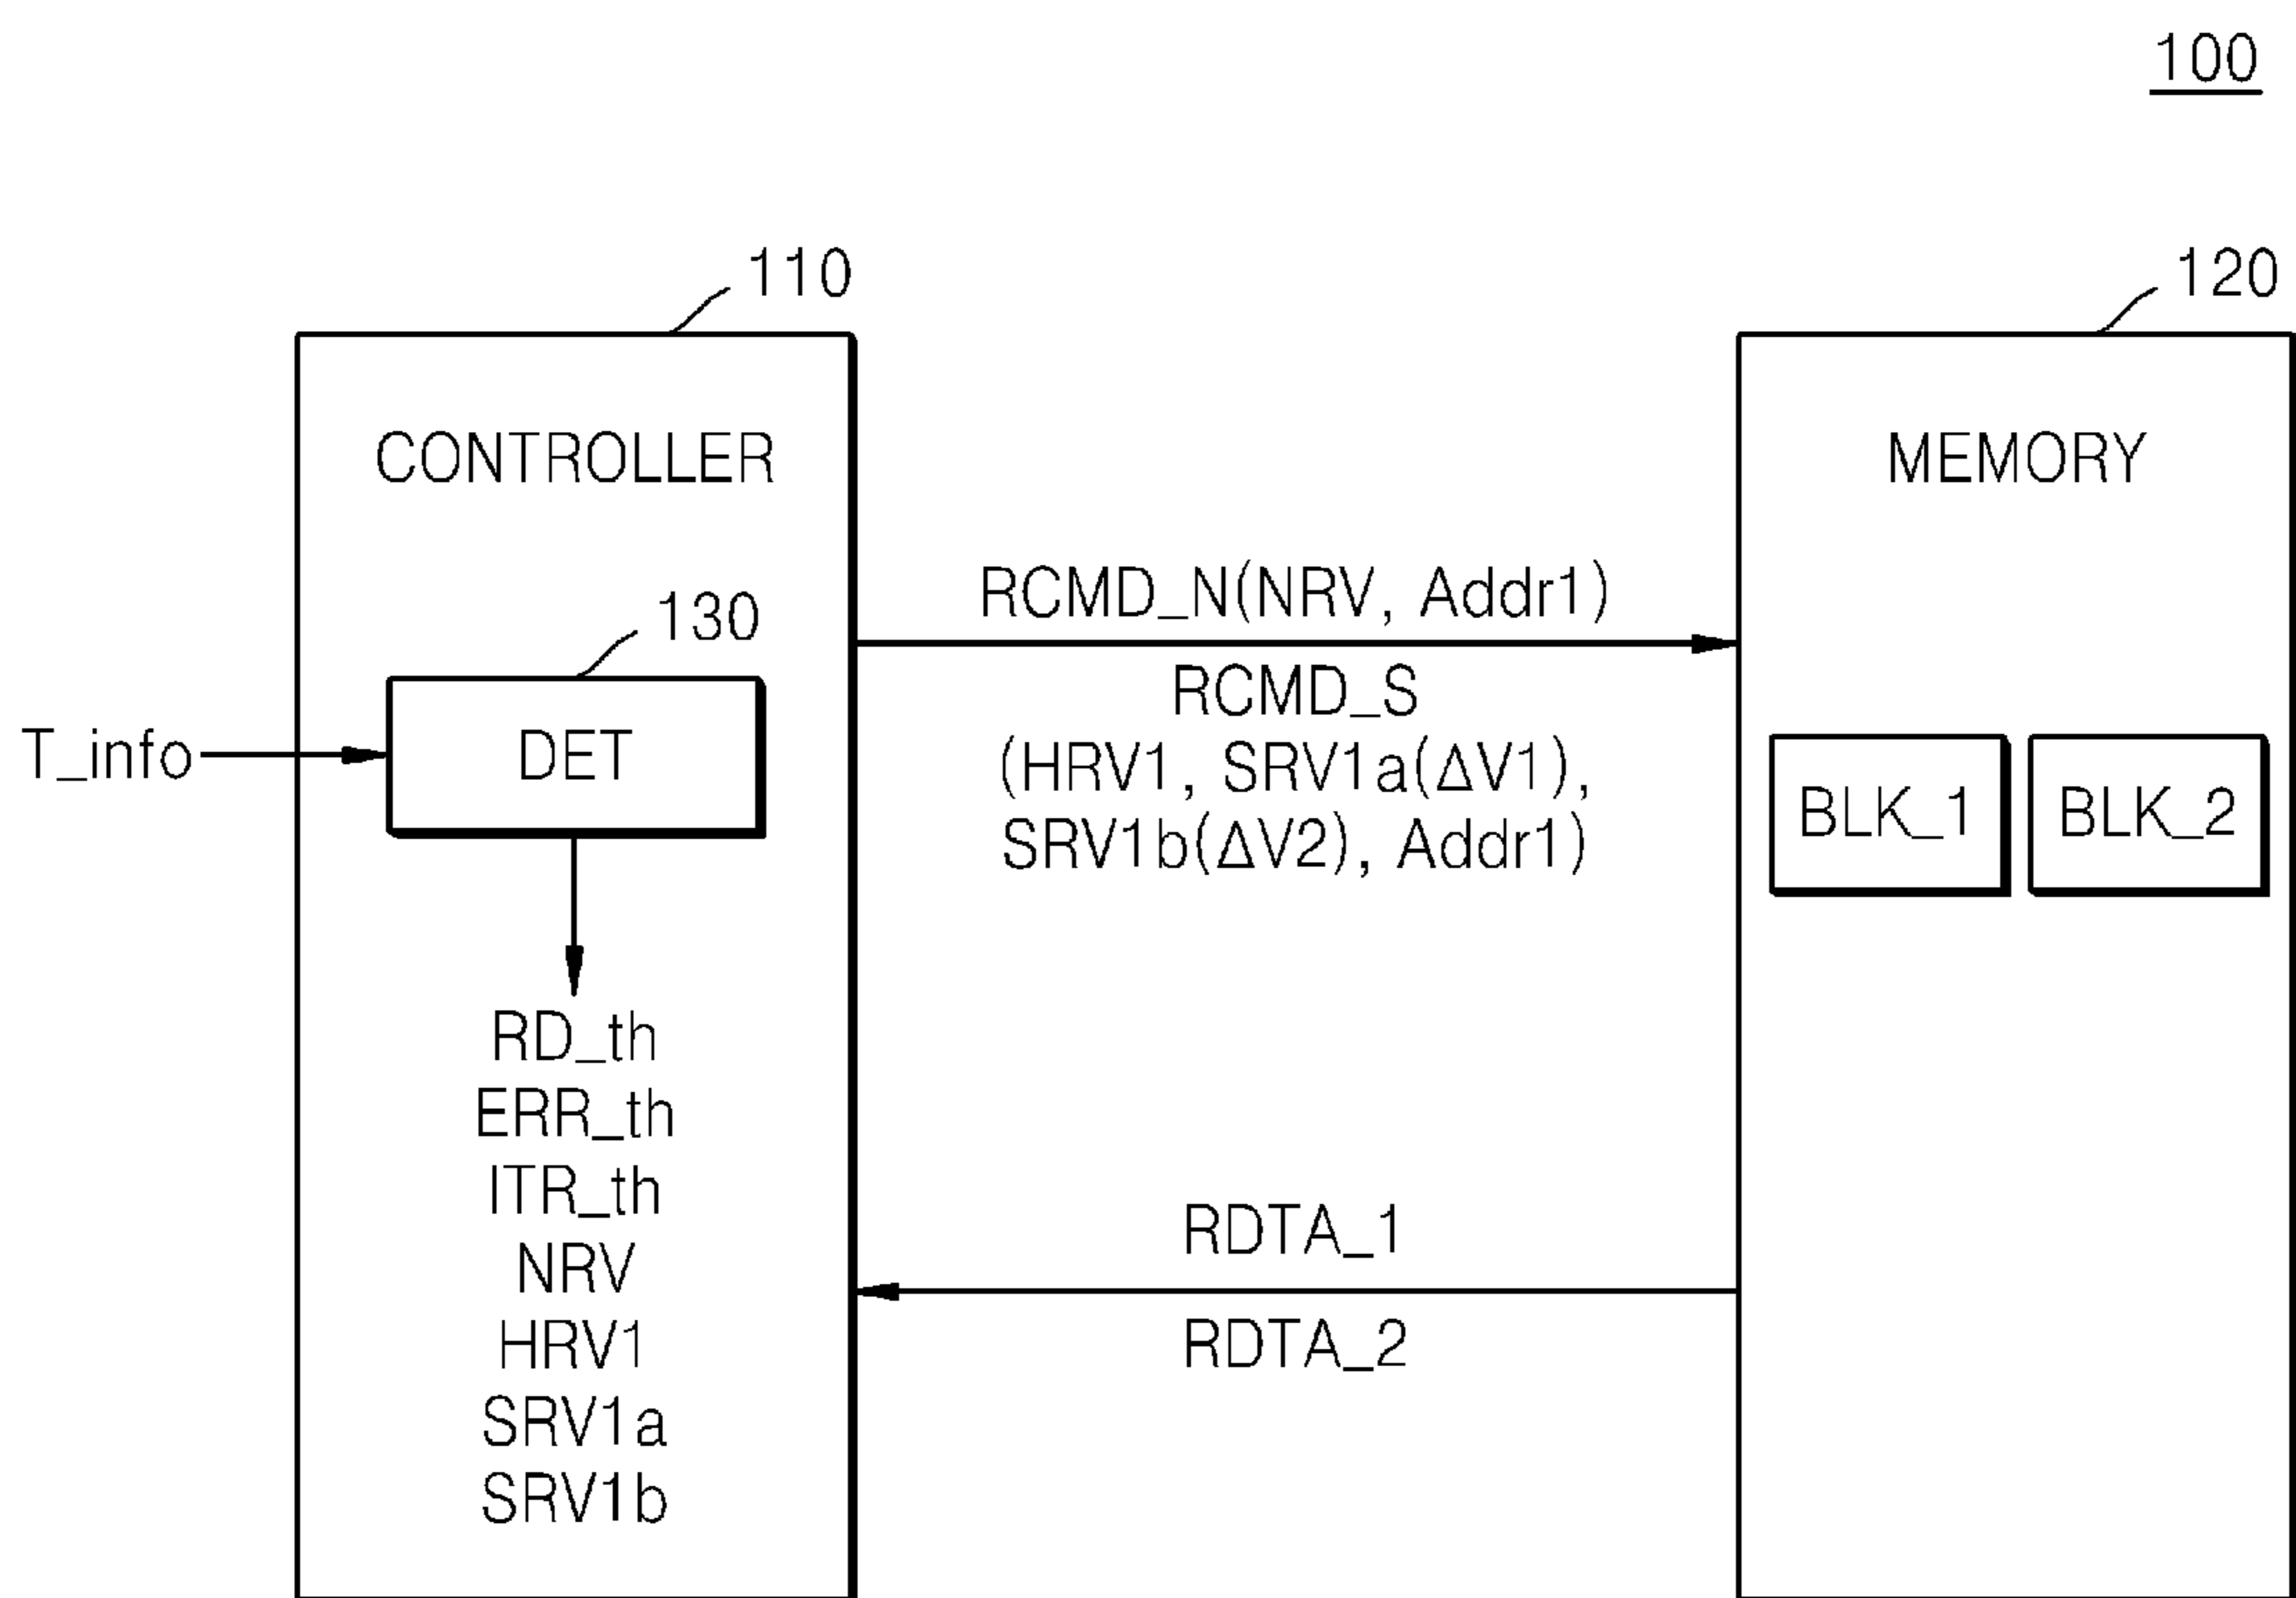 100
110
120
CONTROLLER
MEMORY
RCMD_N(NRV, Addr1)
130
RCMD_S
T_info
DET
(HRV1, SRV1a(ΔV1),
SRV1b(ΔV2), Addr1)
BLK_1
BLK_2
RD_th
ERR_th
ITR_th
NRV
HRV1
SRV1a
SRV1b
RDTA_1
RDTA_2